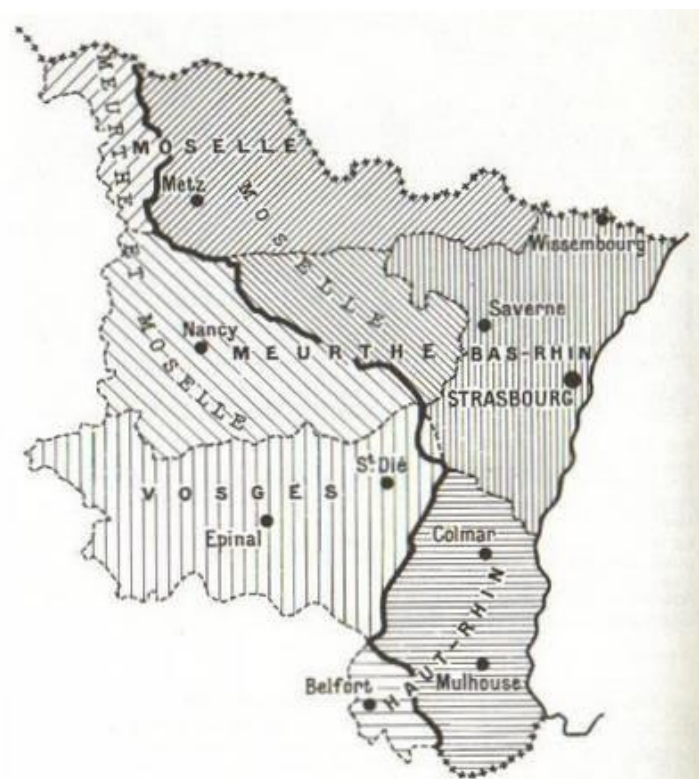 MEURTHE ET MOSELLE
MOSELLE
Metz
MOSELLE
Wissembourg
Saverne
Nancy
MEURTHE
BAS-RHIN
STRASBOURG
VOSGES
St Dié
Epinal
Colmar
HAUT-RHIN
Belfort
Mulhouse